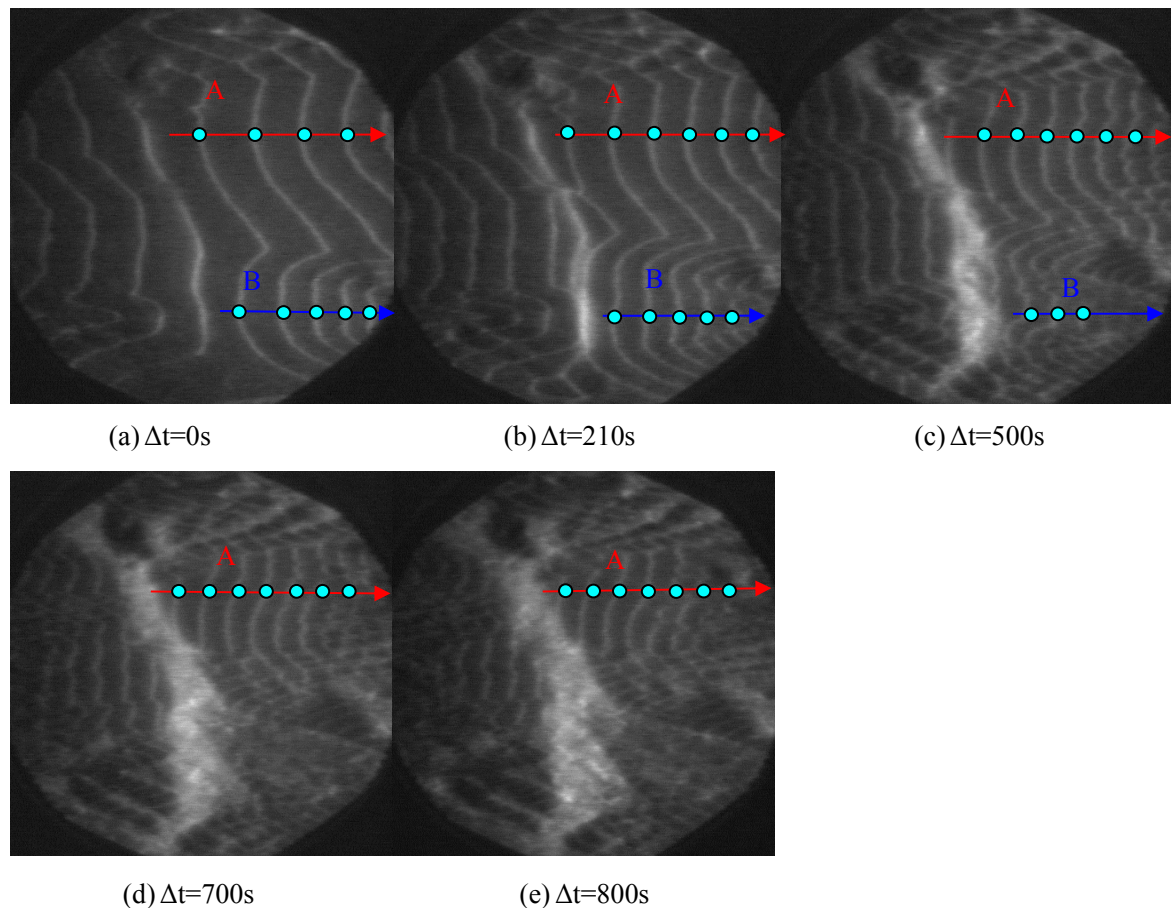 A
B
A
B
A
B
(a) Δt=0s
(b) Δt=210s
(c) Δt=500s
A
A
(d) Δt=700s
(e) Δt=800s